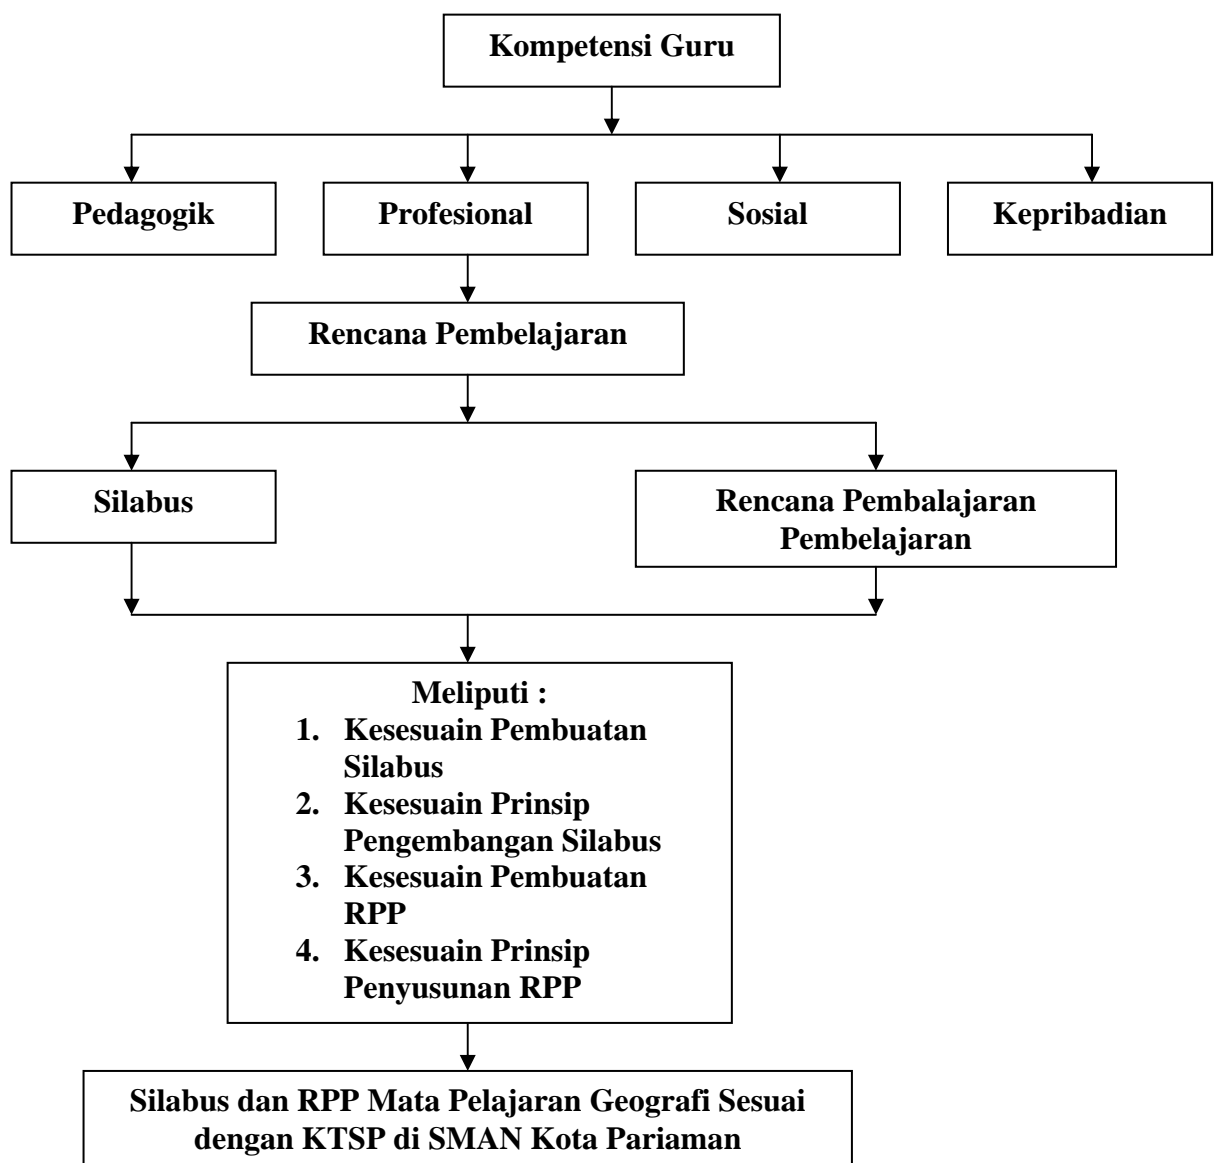 Kompetensi Guru
Pedagogik
Profesional
Sosial
Kepribadian
Rencana Pembelajaran
Silabus
Rencana Pembalajaran
Pembelajaran
Meliputi :
1. Kesesuain Pembuatan
Silabus
2. Kesesuain Prinsip
Pengembangan Silabus
3. Kesesuain Pembuatan
RPP
4. Kesesuain Prinsip
Penyusunan RPP
Silabus dan RPP Mata Pelajaran Geografi Sesuai
dengan KTSP di SMAN Kota Pariaman